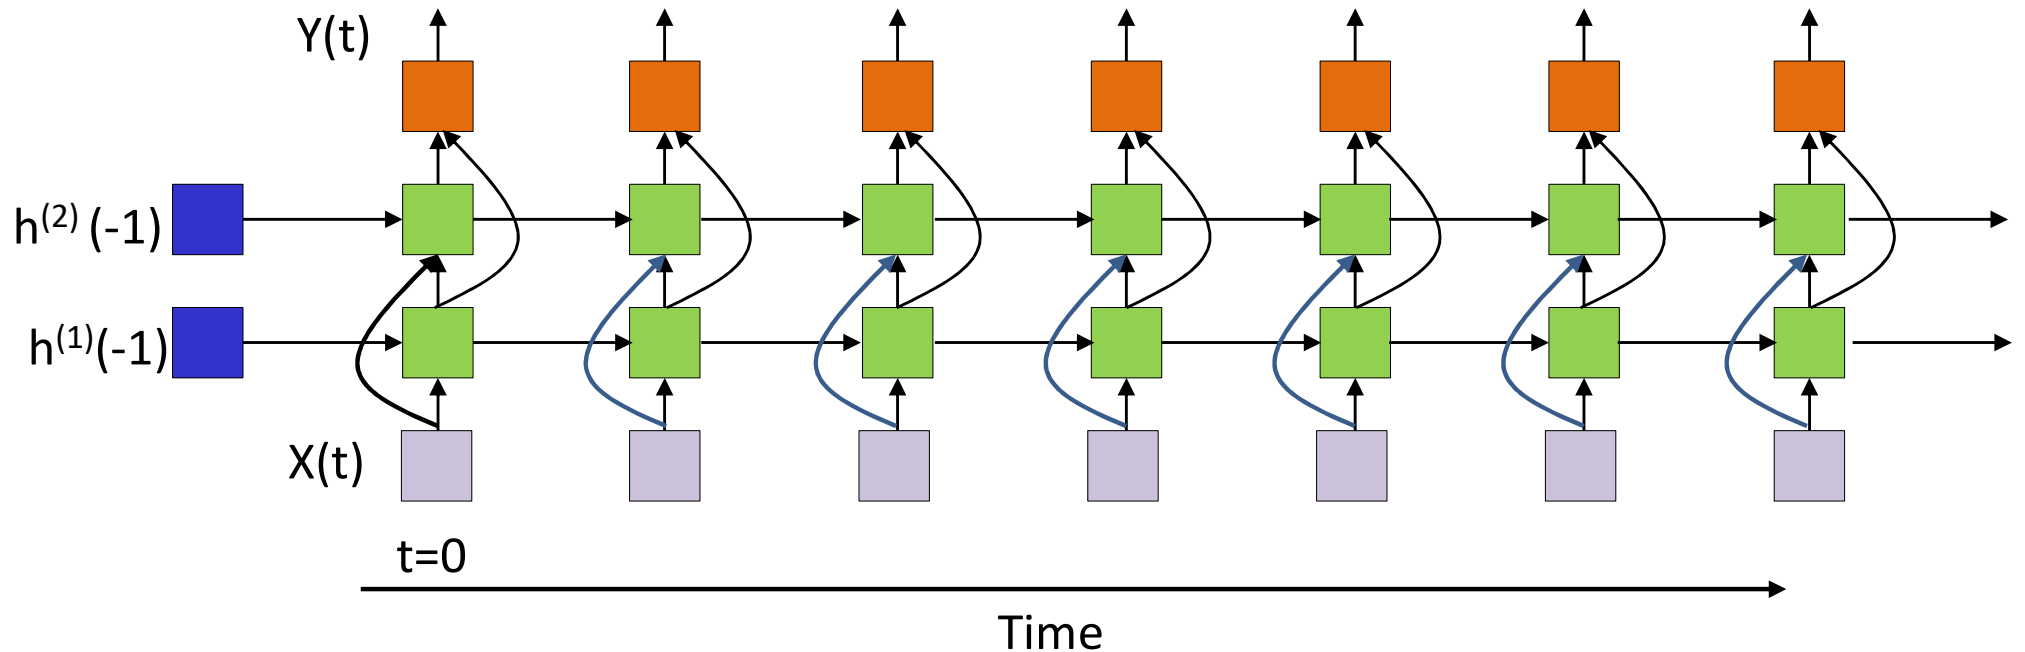 Y(t)
h⁽²⁾ (-1)
h⁽¹⁾(-1)
X(t)
t=0
Time